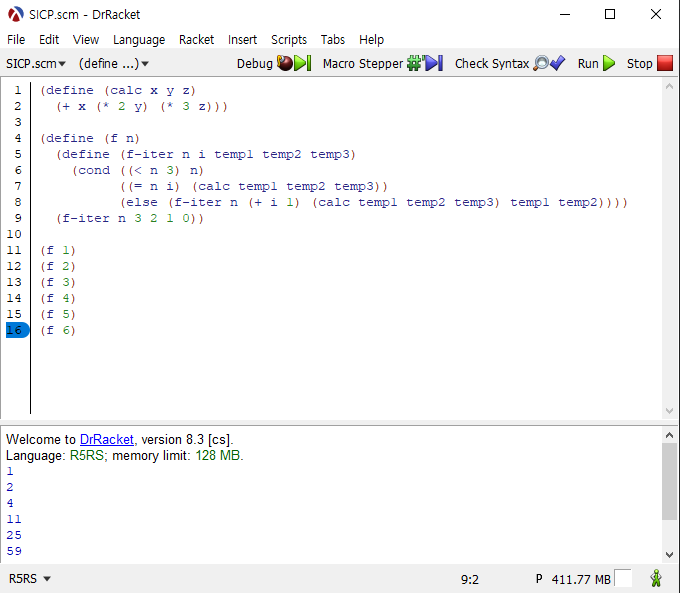 SICP.scm - DrRacket
File Edit View Language Racket Insert Scripts Tabs Help
SICP.scm▾ (define ...)▾ Debug Macro Stepper Check Syntax Run Stop
1 (define (calc x y z)
2   (+ x (* 2 y) (* 3 z)))
3
4 (define (f n)
5   (define (f-iter n i temp1 temp2 temp3)
6     (cond ((< n 3) n)
7           ((= n i) (calc temp1 temp2 temp3))
8           (else (f-iter n (+ i 1) (calc temp1 temp2 temp3) temp1 temp2))))
9   (f-iter n 3 2 1 0))
10
11 (f 1)
12 (f 2)
13 (f 3)
14 (f 4)
15 (f 5)
16 (f 6)
Welcome to DrRacket, version 8.3 [cs].
Language: R5RS; memory limit: 128 MB.
1
2
4
11
25
59
R5RS ▾ 9:2 P 411.77 MB